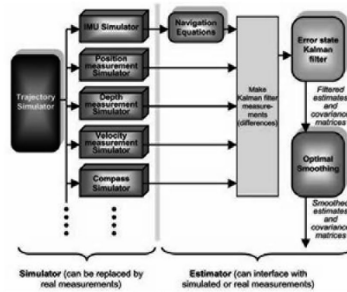 Trajectory
Simulator
IMU Simulator
Position
measurement
Simulator
Depth
measurement
Simulator
Velocity
measurement
Simulator
Compass
Simulator
Navigation
Equations
Make
Kalman filter
measure-
ments
(differences)
Error state
Kalman
filter
Filtered
estimates
and
covariance
matrices
Optimal
Smoothing
Smoothed
estimates
and
covariance
matrices
Simulator (can be replaced by
real measurements)
Estimator (can interface with
simulated or real measurements)